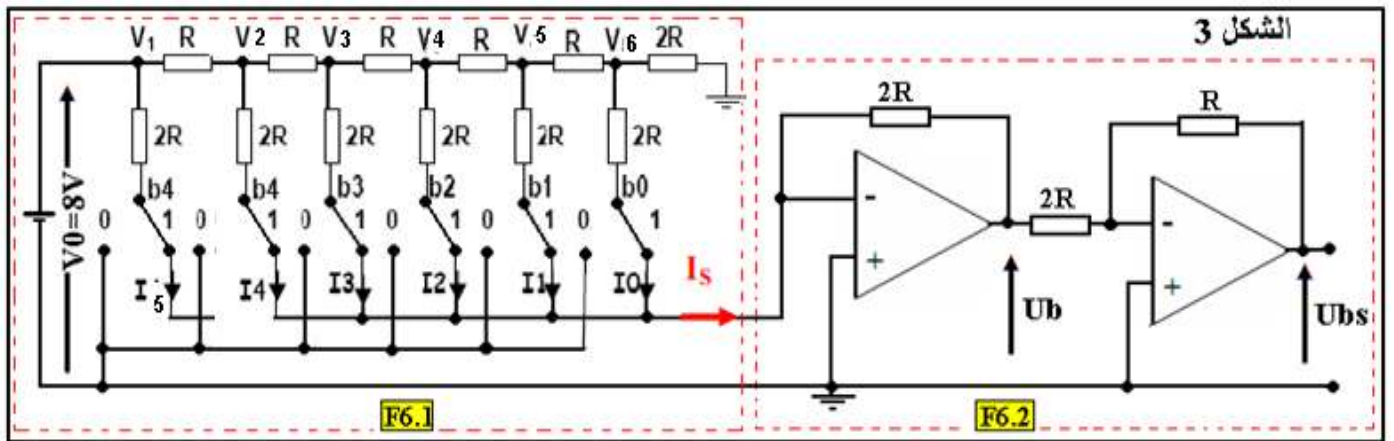 الشكل 3
V1 R V2 R V3 R V4 R V5 R V6 2R
V0=8V
2R 2R 2R 2R 2R 2R
b4 b4 b3 b2 b1 b0
0 1 0 1 0 1 0 1 0 1 0 1
I5 I4 I3 I2 I1 I0
IS
F6.1
2R R
- -
2R
+ +
Ub Ubs
F6.2